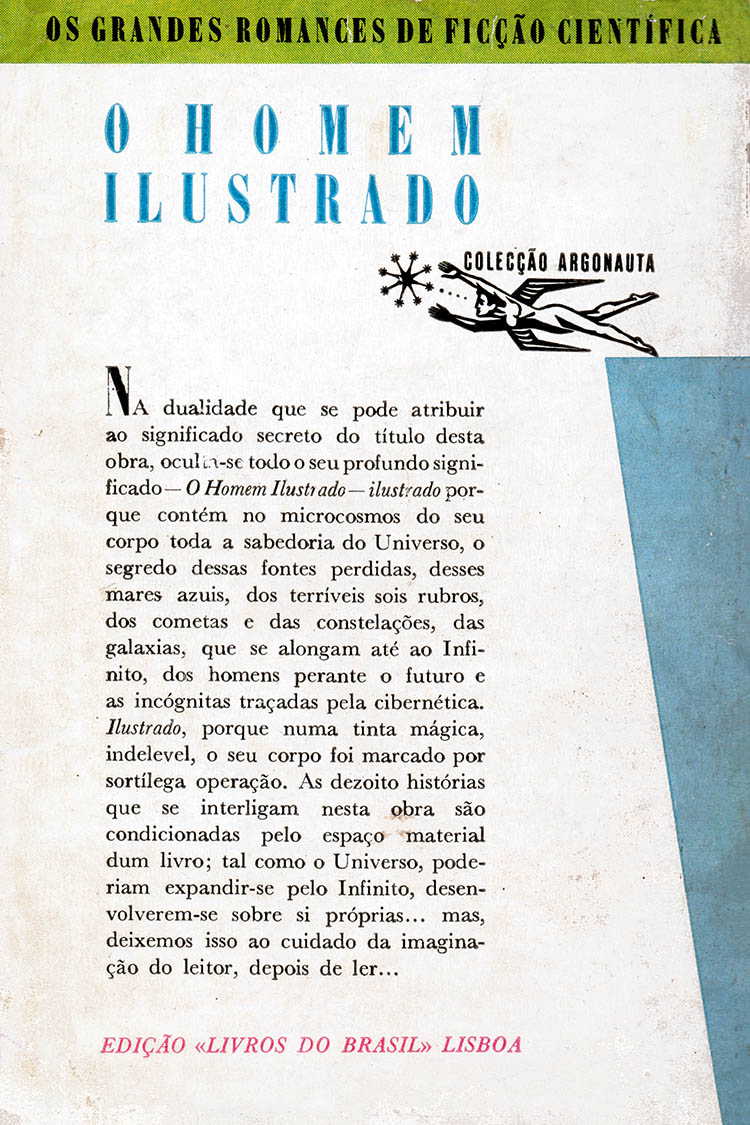 OS GRANDES ROMANCES DE FICÇÃO CIENTÍFICA
O HOMEM
ILUSTRADO
COLECÇÃO ARGONAUTA
NA dualidade que se pode atribuir
ao significado secreto do título desta
obra, oculta-se todo o seu profundo signi-
ficado — O Homem Ilustrado — ilustrado por-
que contém no microcosmos do seu
corpo toda a sabedoria do Universo, o
segredo dessas fontes perdidas, desses
mares azuis, dos terríveis sois rubros,
dos cometas e das constelações, das
galaxias, que se alongam até ao Infi-
nito, dos homens perante o futuro e
as incógnitas traçadas pela cibernética.
Ilustrado, porque numa tinta mágica,
indelevel, o seu corpo foi marcado por
sortílega operação. As dezoito histórias
que se interligam nesta obra são
condicionadas pelo espaço material
dum livro; tal como o Universo, pode-
riam expandir-se pelo Infinito, desen-
volverem-se sobre si próprias... mas,
deixemos isso ao cuidado da imagina-
ção do leitor, depois de ler...
EDIÇÃO «LIVROS DO BRASIL» LISBOA